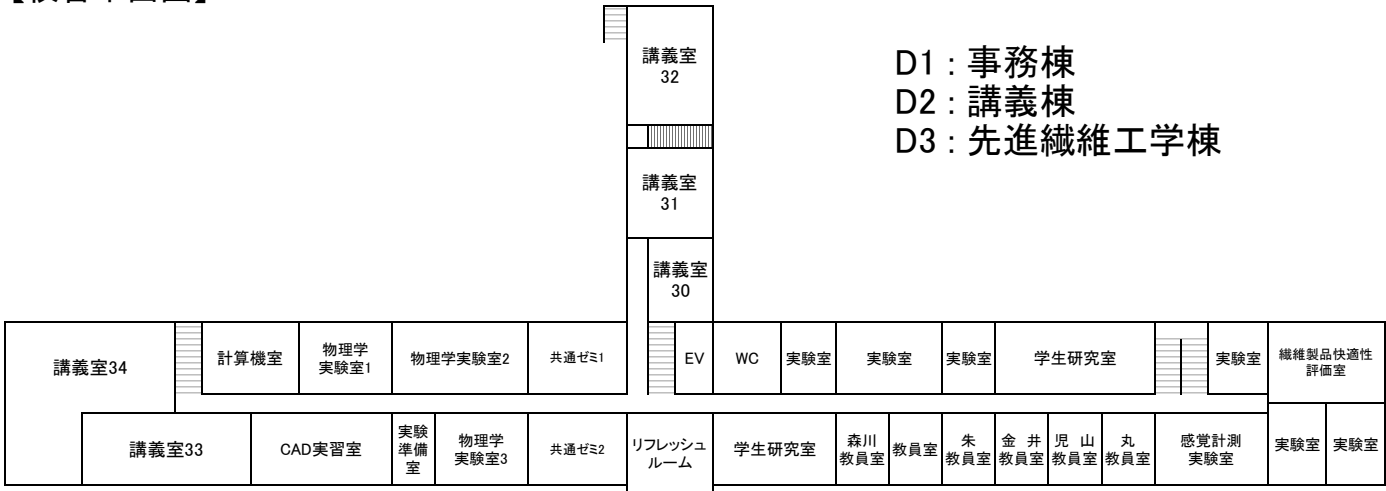 講義室
32
D1：事務棟
D2：講義棟
D3：先進繊維工学棟
講義室
31
講義室
30
講義室34
計算機室
物理学
実験室1
物理学実験室2
共通ゼミ1
EV
WC
実験室
実験室
実験室
学生研究室
実験室
繊維製品快適性
評価室
講義室33
CAD実習室
実験
準備
室
物理学
実験室3
共通ゼミ2
リフレッシュ
ルーム
学生研究室
森川
教員室
教員室
朱
教員室
金 井
教員室
児 山
教員室
丸
教員室
感覚計測
実験室
実験室
実験室